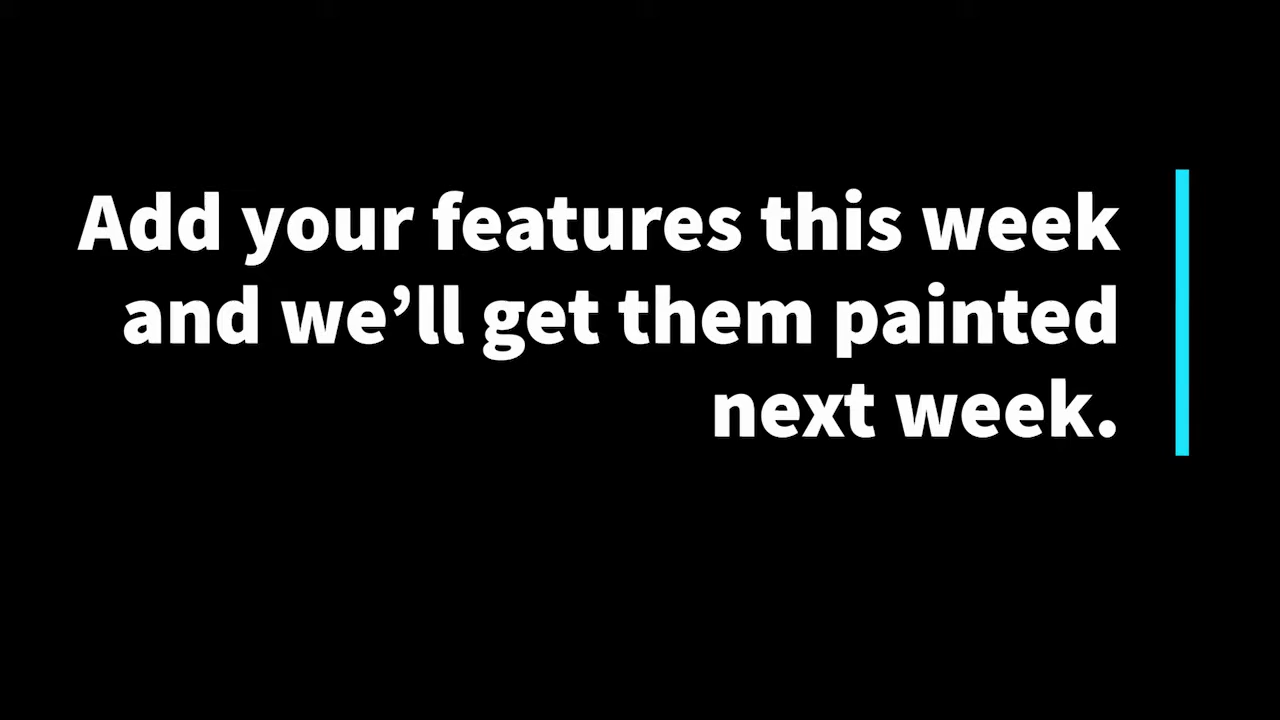 Add your features this week
and we’ll get them painted
next week.